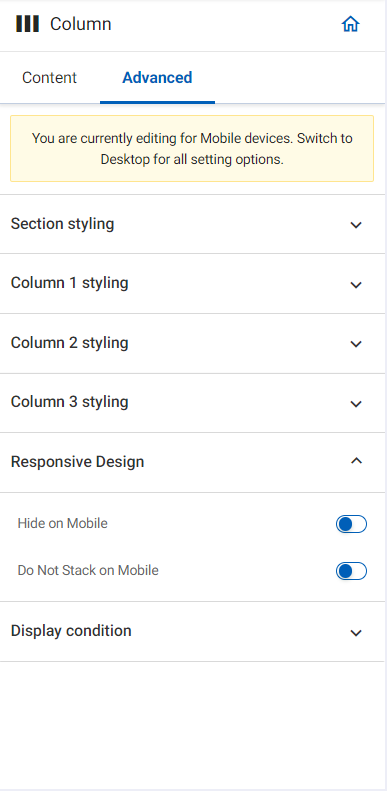 Column
Content
Advanced
You are currently editing for Mobile devices. Switch to
Desktop for all setting options.
Section styling
Column 1 styling
Column 2 styling
Column 3 styling
Responsive Design
Hide on Mobile
Do Not Stack on Mobile
Display condition